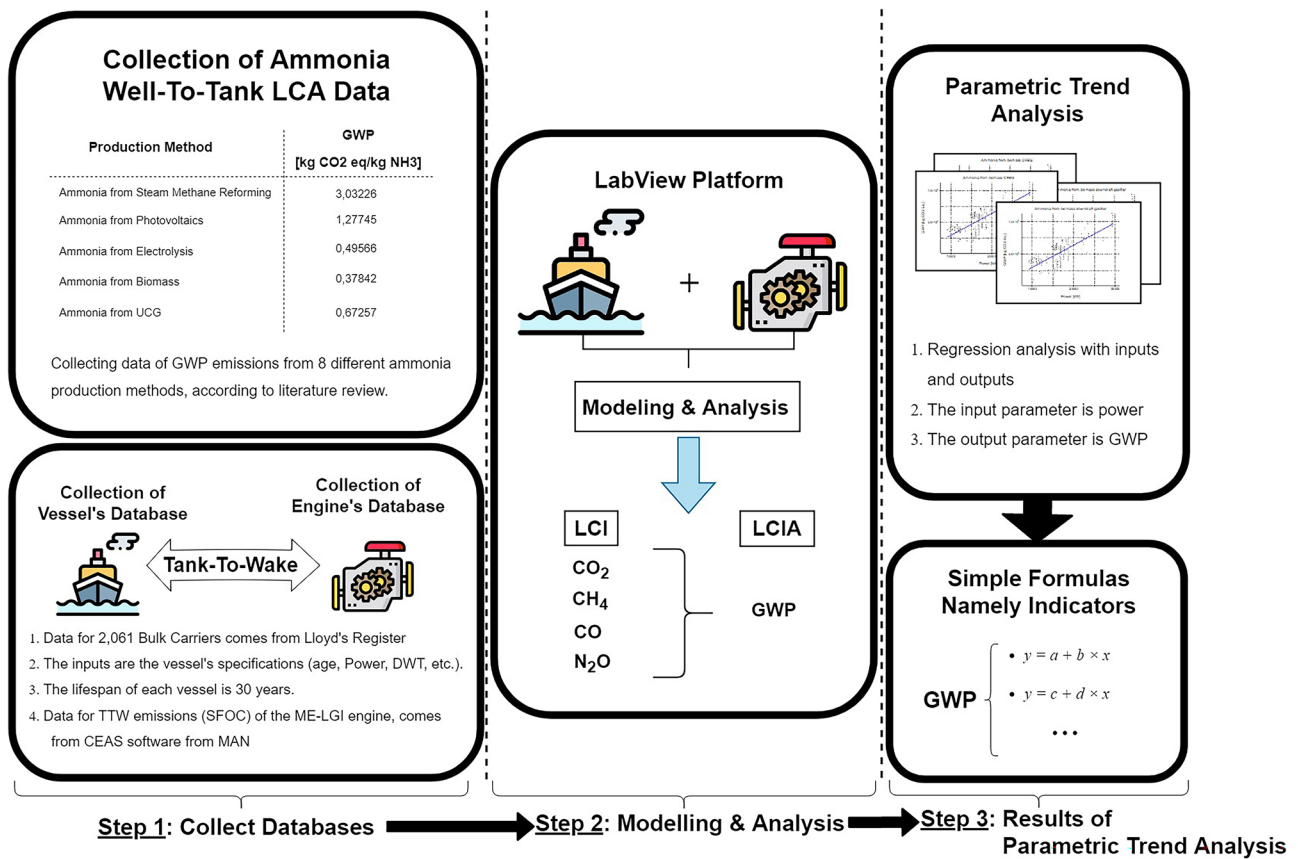 Collection of Ammonia
Well-To-Tank LCA Data
Production Method
GWP
[kg CO2 eq/kg NH3]
Ammonia from Steam Methane Reforming 3,03226
Ammonia from Photovoltaics 1,27745
Ammonia from Electrolysis 0,49566
Ammonia from Biomass 0,37842
Ammonia from UCG 0,67257
Collecting data of GWP emissions from 8 different ammonia
production methods, according to literature review.
Collection of
Vessel's Database
Collection of
Engine's Database
Tank-To-Wake
1. Data for 2,061 Bulk Carriers comes from Lloyd's Register
2. The inputs are the vessel's specifications (age, Power, DWT, etc.).
3. The lifespan of each vessel is 30 years.
4. Data for TTW emissions (SFOC) of the ME-LGI engine, comes
from CEAS software from MAN
Step 1: Collect Databases
LabView Platform
+
Modeling & Analysis
LCI
LCIA
CO2
CH4
CO
N2O
GWP
Step 2: Modelling & Analysis
Parametric Trend
Analysis
Ammonia from biomass downdraft gasifier
1. Regression analysis with inputs
and outputs
2. The input parameter is power
3. The output parameter is GWP
Simple Formulas
Namely Indicators
GWP
• y = a + b × x
• y = c + d × x
•••
Step 3: Results of
Parametric Trend Analysis